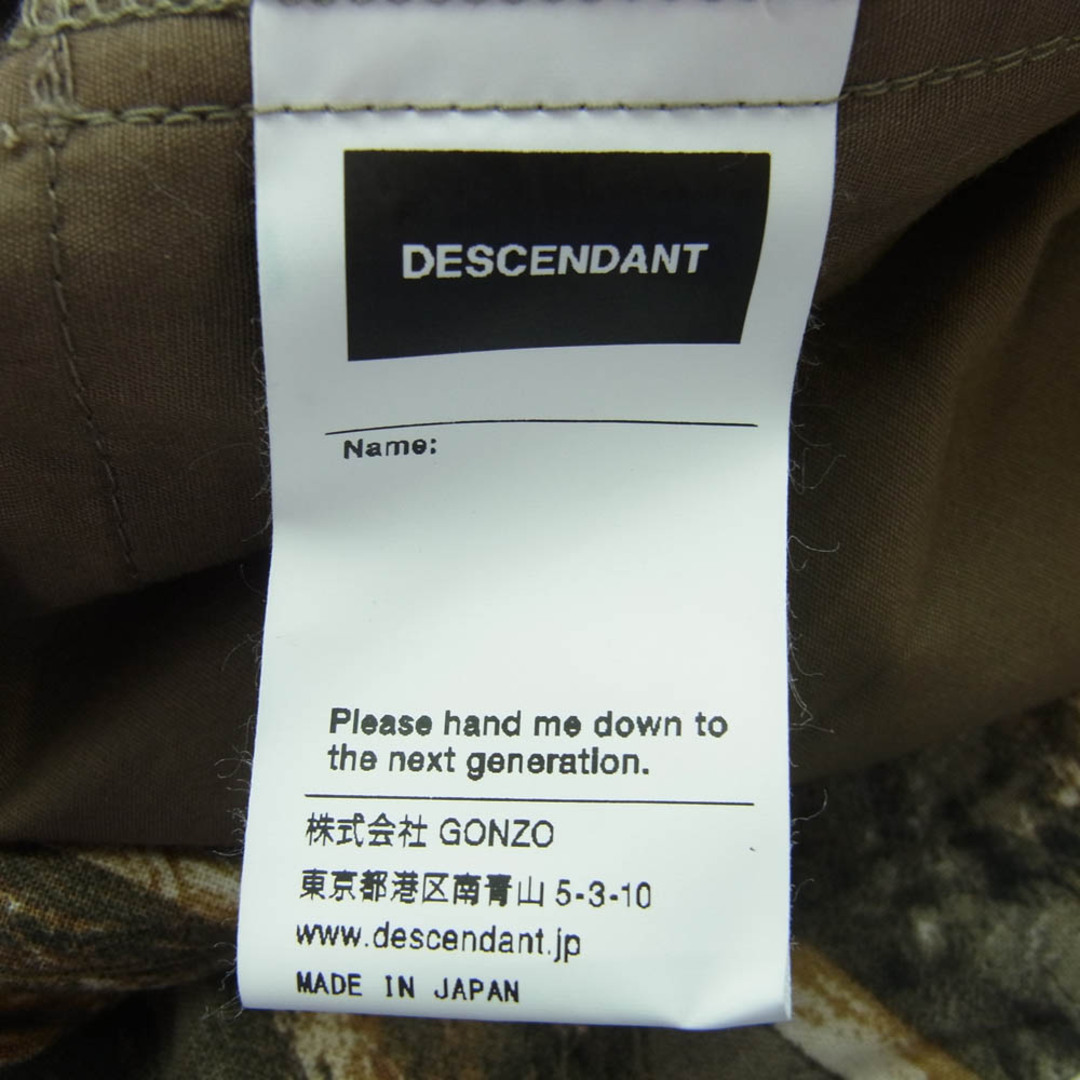 DESCENDANT
Name:
Please hand me down to
the next generation.
株式会社 GONZO
東京都港区南青山 5-3-10
www.descendant.jp
MADE IN JAPAN